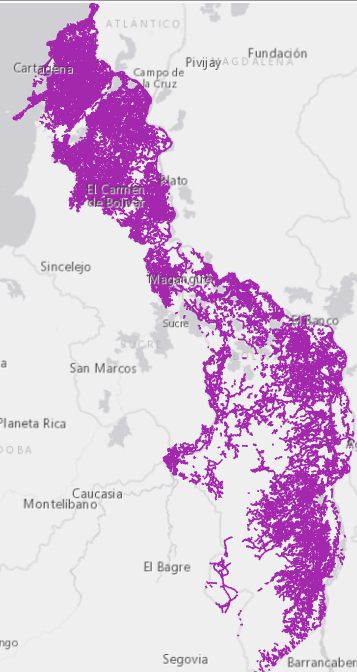 ATLÁNTICO
Fundación
Pivijay
MAGDALENA
Cartagena
Campo de
la Cruz
Plato
El Carmen
de Bolívar
Sincelejo
Magangué
Sucre
El Banco
SUCRE
San Marcos
Planeta Rica
Caucasia
Montelíbano
El Bagre
Segovia
Barrancaber